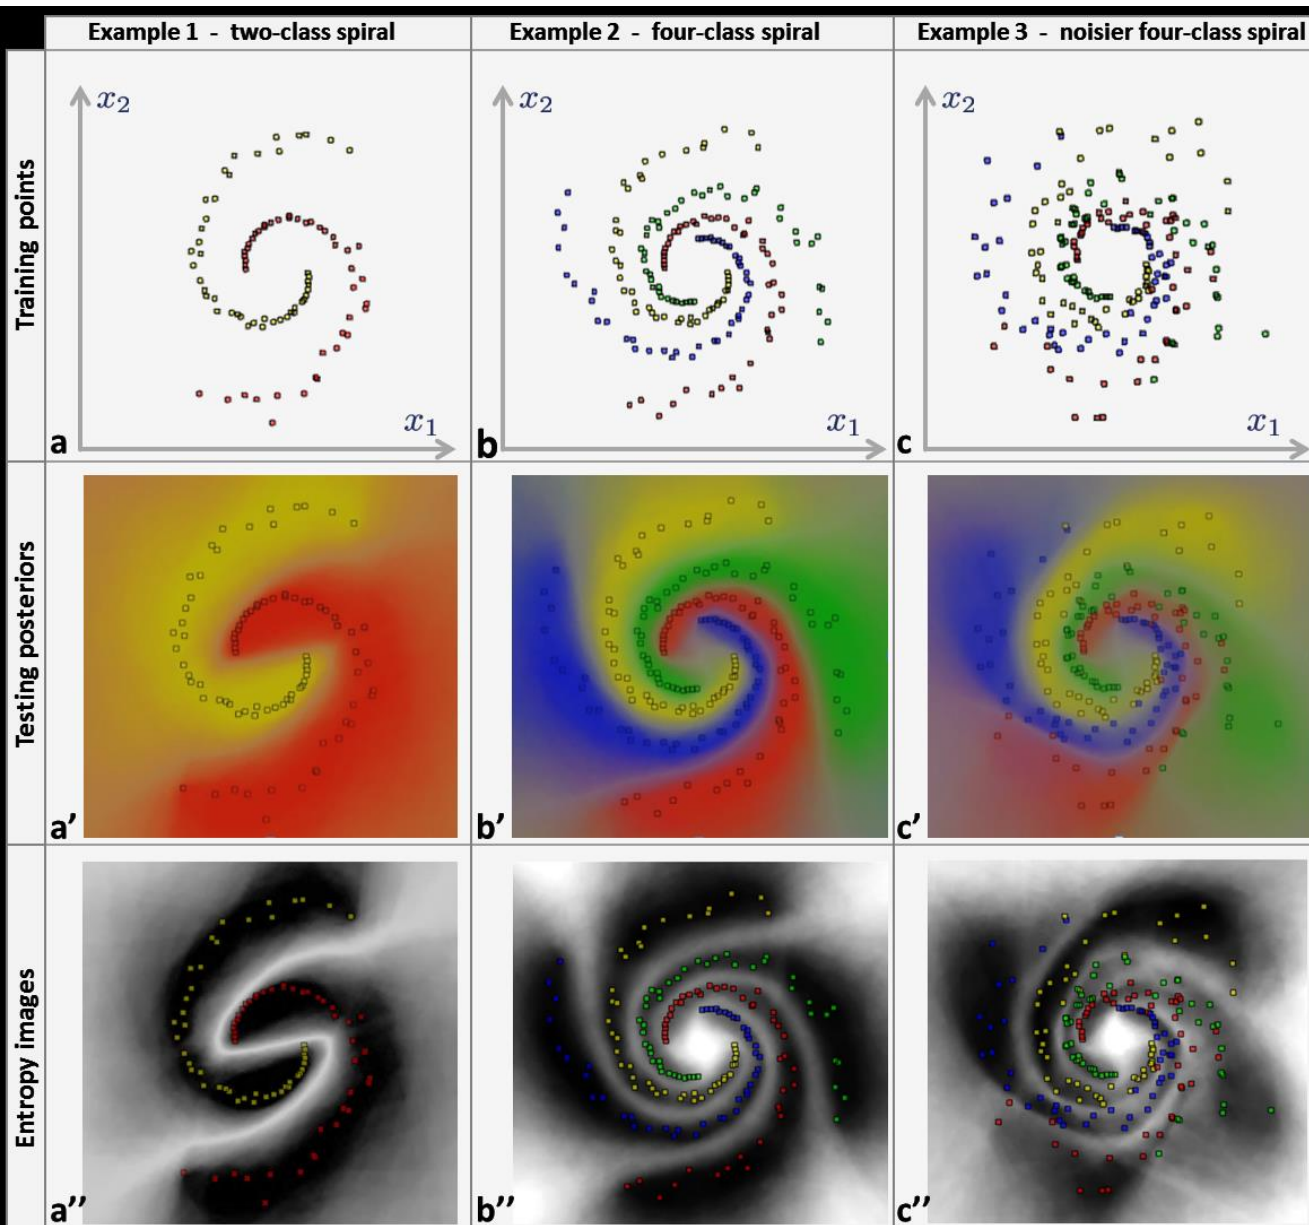 Example 1 - two-class spiral
Example 2 - four-class spiral
Example 3 - noisier four-class spiral
Training points
x₂
x₁
a
x₂
x₁
b
x₂
x₁
c
Testing posteriors
a′
b′
c′
Entropy images
a′′
b′′
c′′